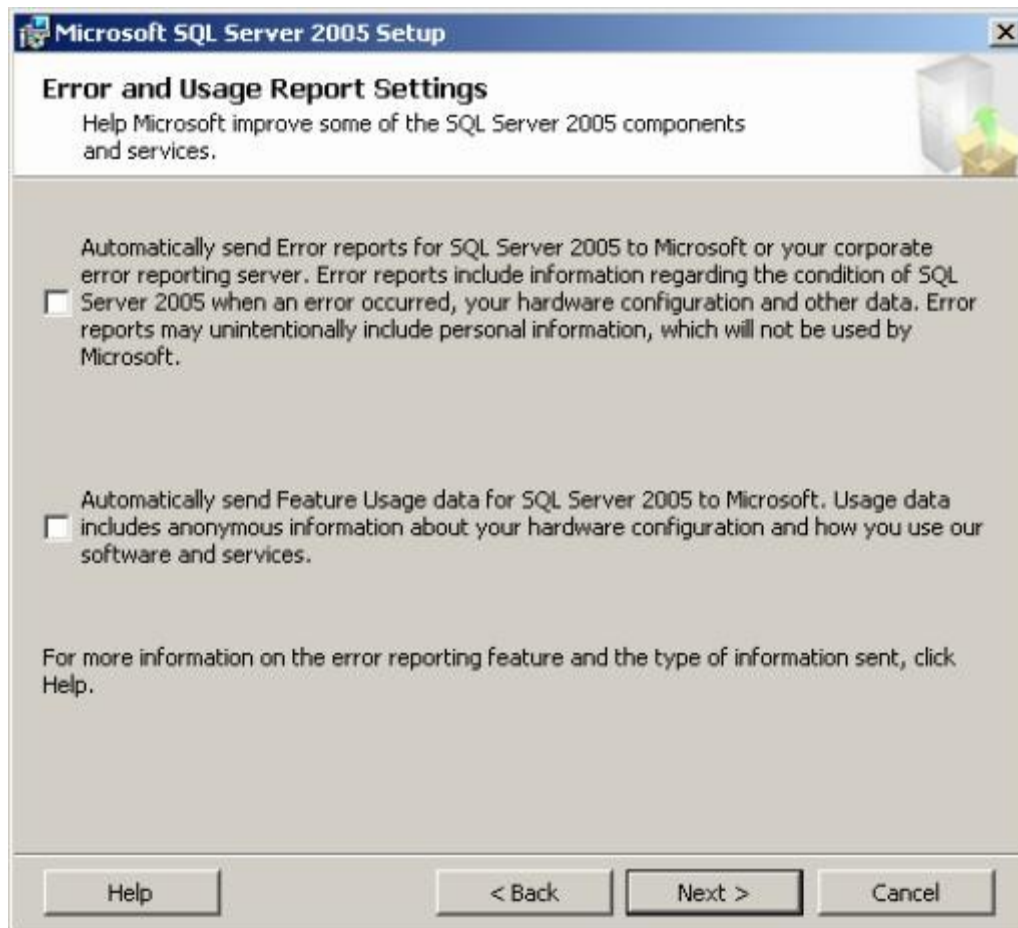 Microsoft SQL Server 2005 Setup
Error and Usage Report Settings
Help Microsoft improve some of the SQL Server 2005 components
and services.
Automatically send Error reports for SQL Server 2005 to Microsoft or your corporate
error reporting server. Error reports include information regarding the condition of SQL
Server 2005 when an error occurred, your hardware configuration and other data. Error
reports may unintentionally include personal information, which will not be used by
Microsoft.
Automatically send Feature Usage data for SQL Server 2005 to Microsoft. Usage data
includes anonymous information about your hardware configuration and how you use our
software and services.
For more information on the error reporting feature and the type of information sent, click
Help.
Help
< Back
Next >
Cancel